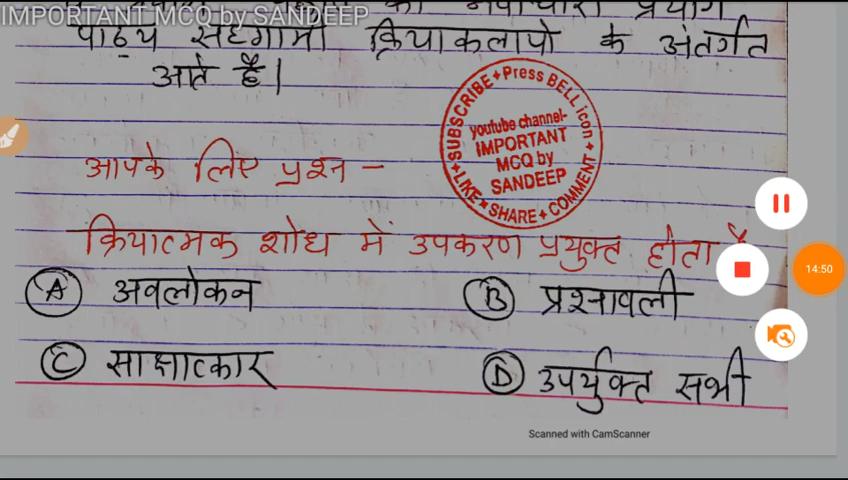 IMPORTANT MCQ by SANDEEP
पाठ्य सहगामी क्रियाकलापो के अंतर्गत
आते है।
SUBSCRIBE + Press BELL icon + COMMENT + SHARE + LIKE
youtube channel-
IMPORTANT
MCQ by
SANDEEP
आपके लिए प्रश्न -
क्रियात्मक शोध में उपकरण प्रयुक्त होता
14:50
A अवलोकन
B प्रश्नावली
C साक्षात्कार
D उपर्युक्त सभी
Scanned with CamScanner